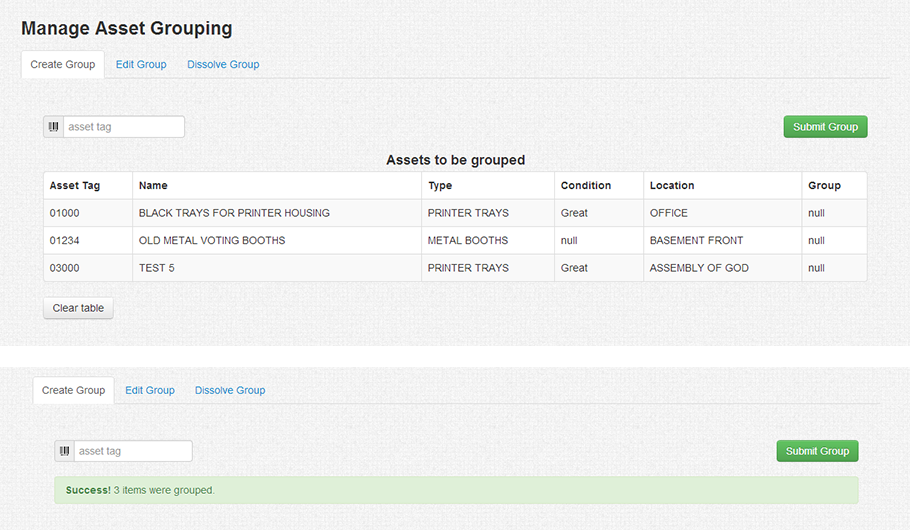 Manage Asset Grouping
Create Group Edit Group Dissolve Group
asset tag Submit Group
Assets to be grouped
Asset Tag Name Type Condition Location Group
01000 BLACK TRAYS FOR PRINTER HOUSING PRINTER TRAYS Great OFFICE null
01234 OLD METAL VOTING BOOTHS METAL BOOTHS null BASEMENT FRONT null
03000 TEST 5 PRINTER TRAYS Great ASSEMBLY OF GOD null
Clear table
Create Group Edit Group Dissolve Group
asset tag Submit Group
Success! 3 items were grouped.